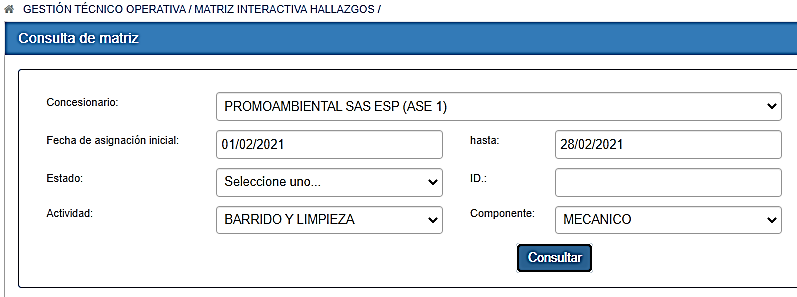 GESTIÓN TÉCNICO OPERATIVA / MATRIZ INTERACTIVA HALLAZGOS /
Consulta de matriz
Concesionario: PROMOAMBIENTAL SAS ESP (ASE 1)
Fecha de asignación inicial: 01/02/2021 hasta: 28/02/2021
Estado: Seleccione uno... ID.:
Actividad: BARRIDO Y LIMPIEZA Componente: MECANICO
Consultar